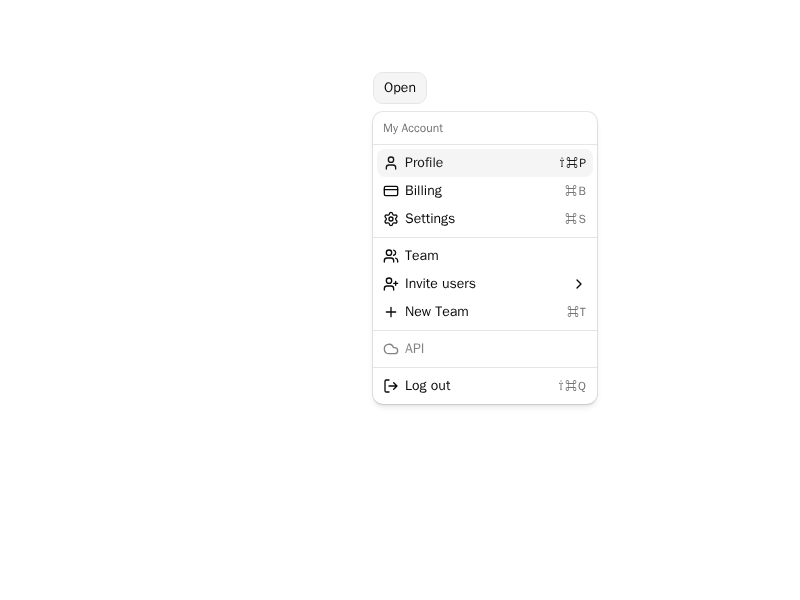 Open
My Account
Profile ⇧⌘P
Billing ⌘B
Settings ⌘S
Team
Invite users
New Team ⌘T
API
Log out ⇧⌘Q